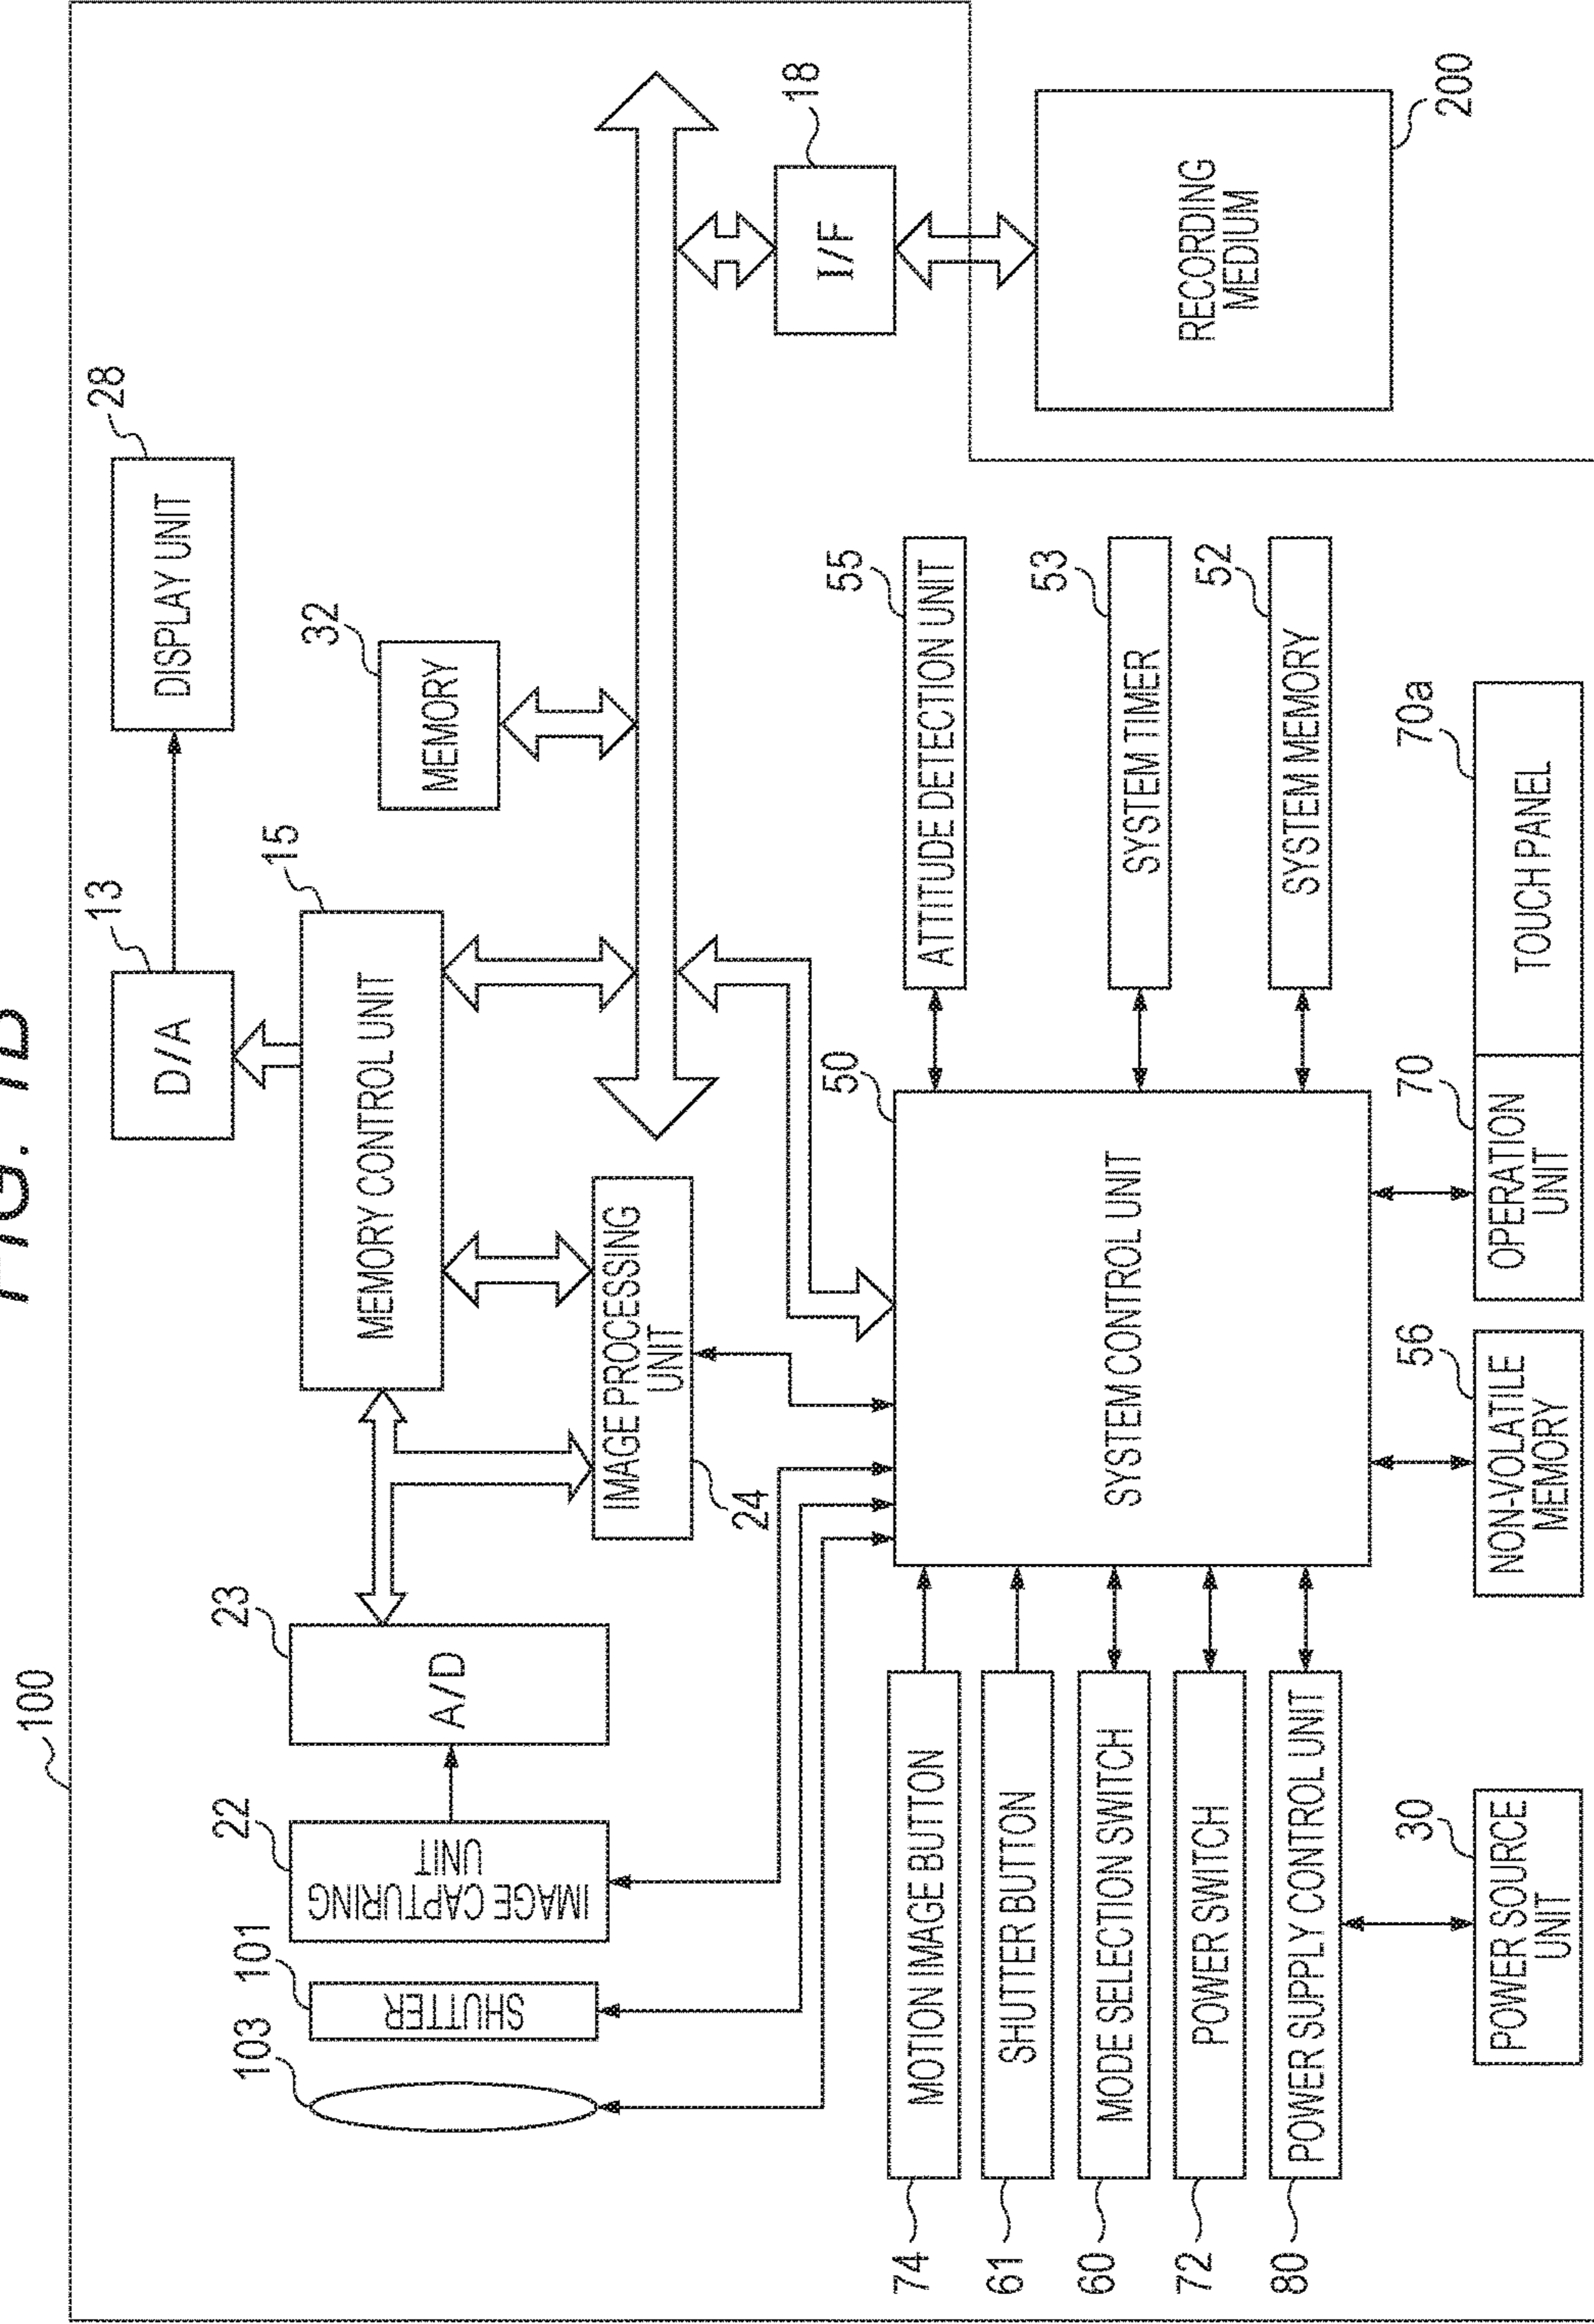 FIG. 1B
100
103
SHUTTER
101
IMAGE CAPTURING
UNIT
22
A/D
23
D/A
13
DISPLAY UNIT
28
MEMORY CONTROL UNIT
15
MEMORY
32
IMAGE PROCESSING
UNIT
24
I/F
18
RECORDING
MEDIUM
200
SYSTEM CONTROL UNIT
50
74
MOTION IMAGE BUTTON
61
SHUTTER BUTTON
60
MODE SELECTION SWITCH
72
POWER SWITCH
80
POWER SUPPLY CONTROL UNIT
ATTITUDE DETECTION UNIT
55
SYSTEM TIMER
53
SYSTEM MEMORY
52
POWER SOURCE
UNIT
30
NON-VOLATILE
MEMORY
56
OPERATION
UNIT
70
TOUCH PANEL
70a